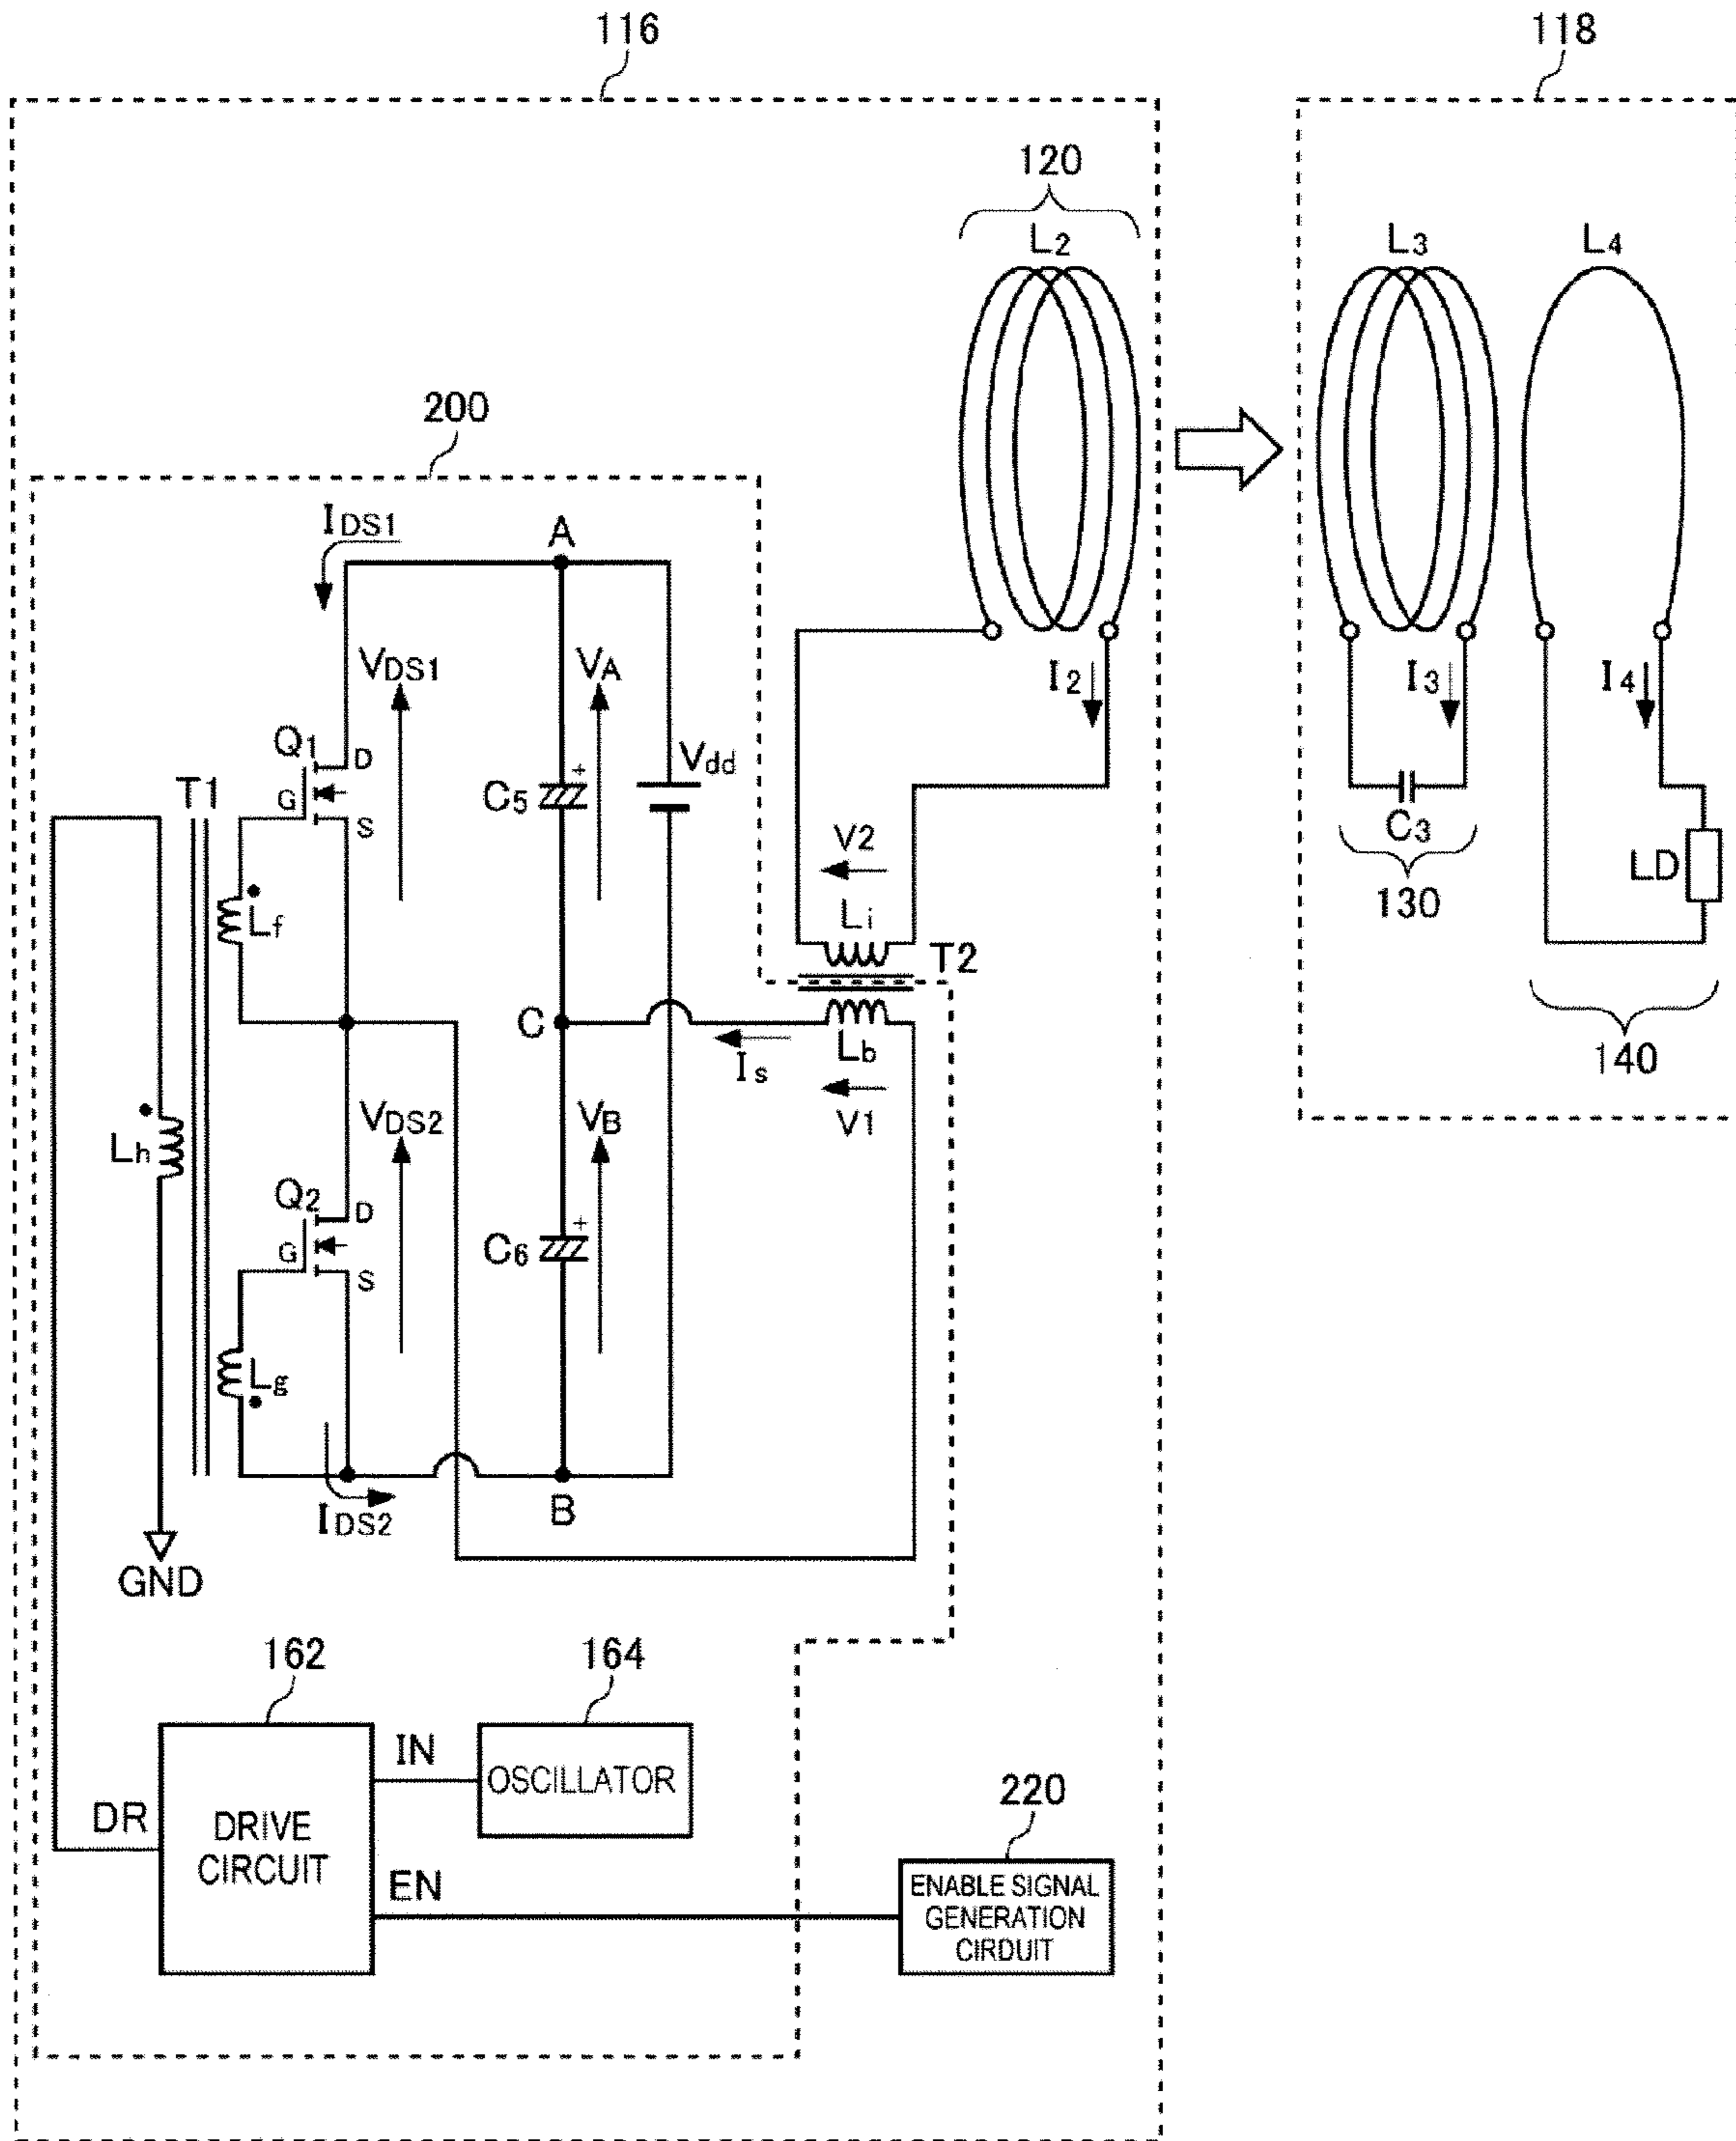 116
118
120
L2
L3
L4
200
IDS1
A
I2
I3
I4
VDS1
VA
Q1
D
G
S
T1
C5
+
Vdd
C3
130
LD
V2
Li
T2
Lf
C
Is
Lb
V1
140
Lh
VDS2
VB
Q2
D
G
S
C6
+
Lg
IDS2
B
GND
162
164
IN
OSCILLATOR
DR
DRIVE
CIRCUIT
EN
220
ENABLE SIGNAL
GENERATION
CIRDUIT